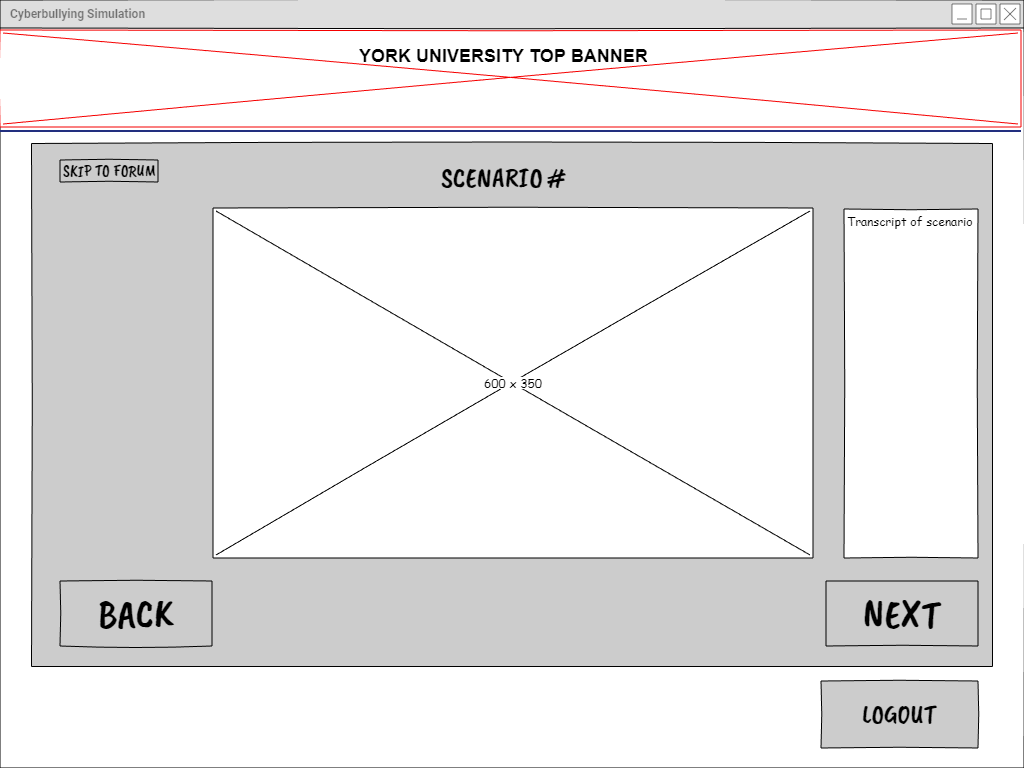 Cyberbullying Simulation
YORK UNIVERSITY TOP BANNER
SKIP TO FORUM
SCENARIO #
Transcript of scenario
600 x 350
BACK
NEXT
LOGOUT